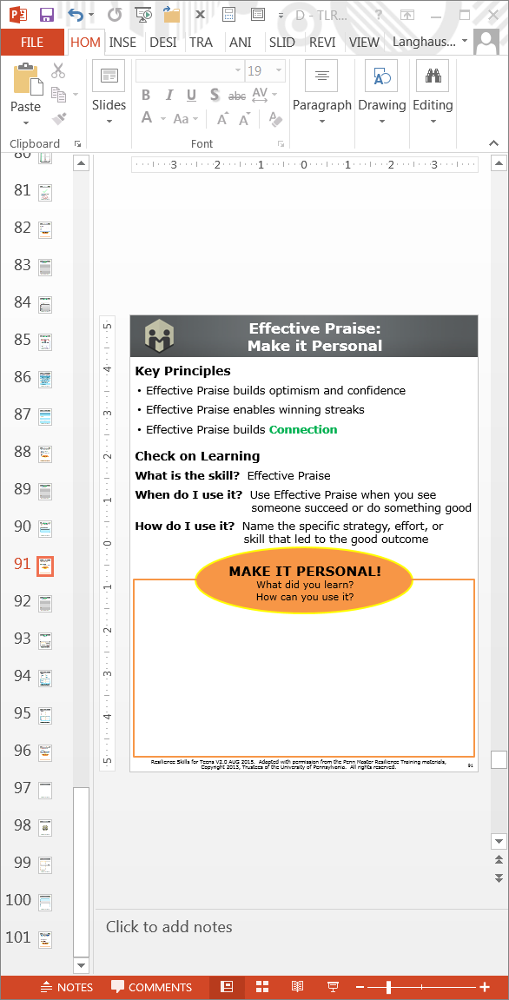 D - TLR...
FILE
HOM
INSE
DESI
TRA
ANI
SLID
REVI
VIEW
Langhaus...
19
Paste
Slides
B I U S abc AV
A Aa A A
Paragraph
Drawing
Editing
Clipboard
Font
3 2 1 0 1 2 3
81
82
83
84
85
86
87
88
89
90
91
92
93
94
95
96
97
98
99
100
101
5
4
3
2
1
0
1
2
3
4
5
Effective Praise:
Make it Personal
Key Principles
• Effective Praise builds optimism and confidence
• Effective Praise enables winning streaks
• Effective Praise builds Connection
Check on Learning
What is the skill? Effective Praise
When do I use it? Use Effective Praise when you see
someone succeed or do something good
How do I use it? Name the specific strategy, effort, or
skill that led to the good outcome
MAKE IT PERSONAL!
What did you learn?
How can you use it?
Resilience Skills for Teens V2.0 AUG 2015. Adapted with permission from the Penn Master Resilience Training materials,
Copyright 2013, Trustees of the University of Pennsylvania. All rights reserved.
91
Click to add notes
NOTES
COMMENTS